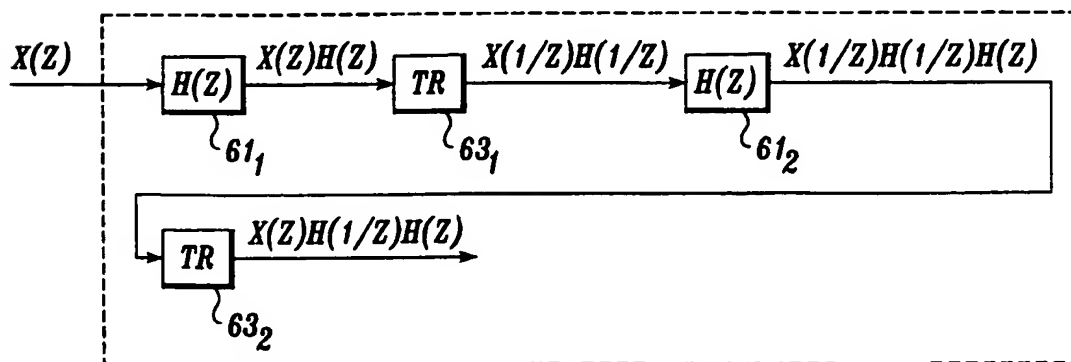 X(Z)
H(Z)
X(Z)H(Z)
TR
X(1/Z)H(1/Z)
H(Z)
X(1/Z)H(1/Z)H(Z)
61₁
63₁
61₂
TR
X(Z)H(1/Z)H(Z)
63₂